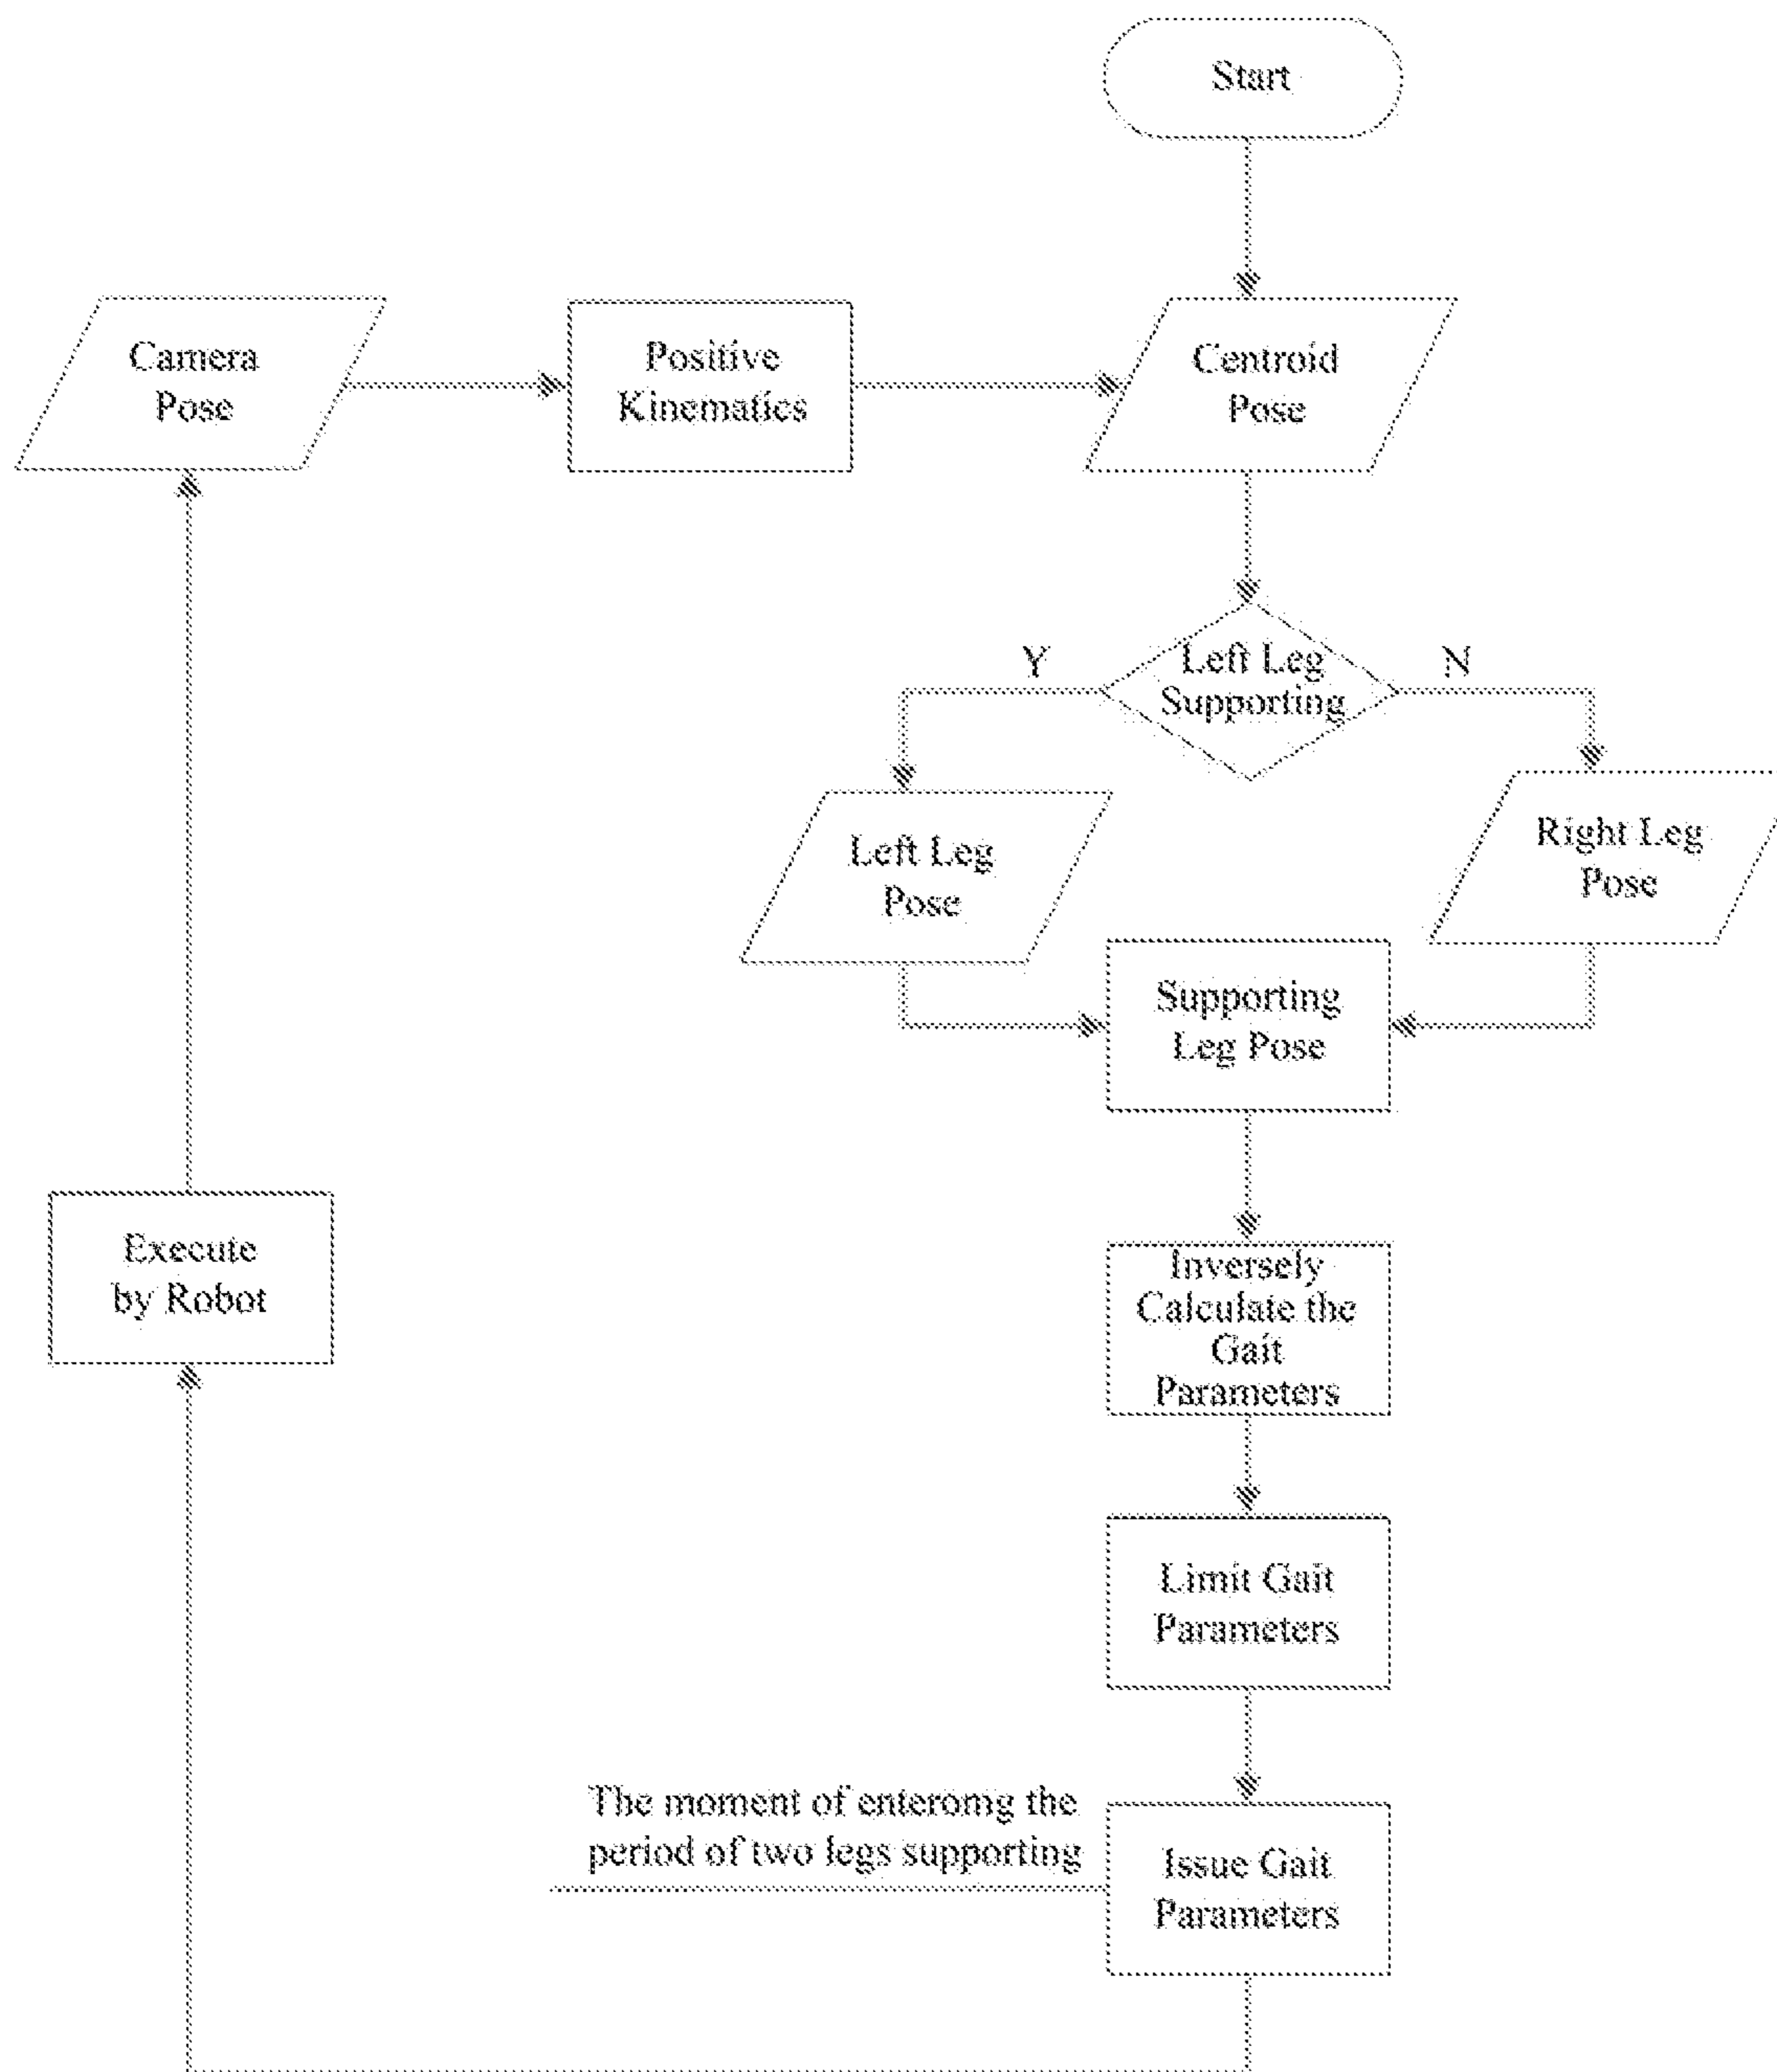 Start
Camera
Pose
Positive
Kinematics
Centroid
Pose
Y
Left Leg
Supporting
N
Left Leg
Pose
Right Leg
Pose
Supporting
Leg Pose
Execute
by Robot
Inversely
Calculate the
Gait
Parameters
Limit Gait
Parameters
The moment of enteromg the
period of two legs supporting
Issue Gait
Parameters